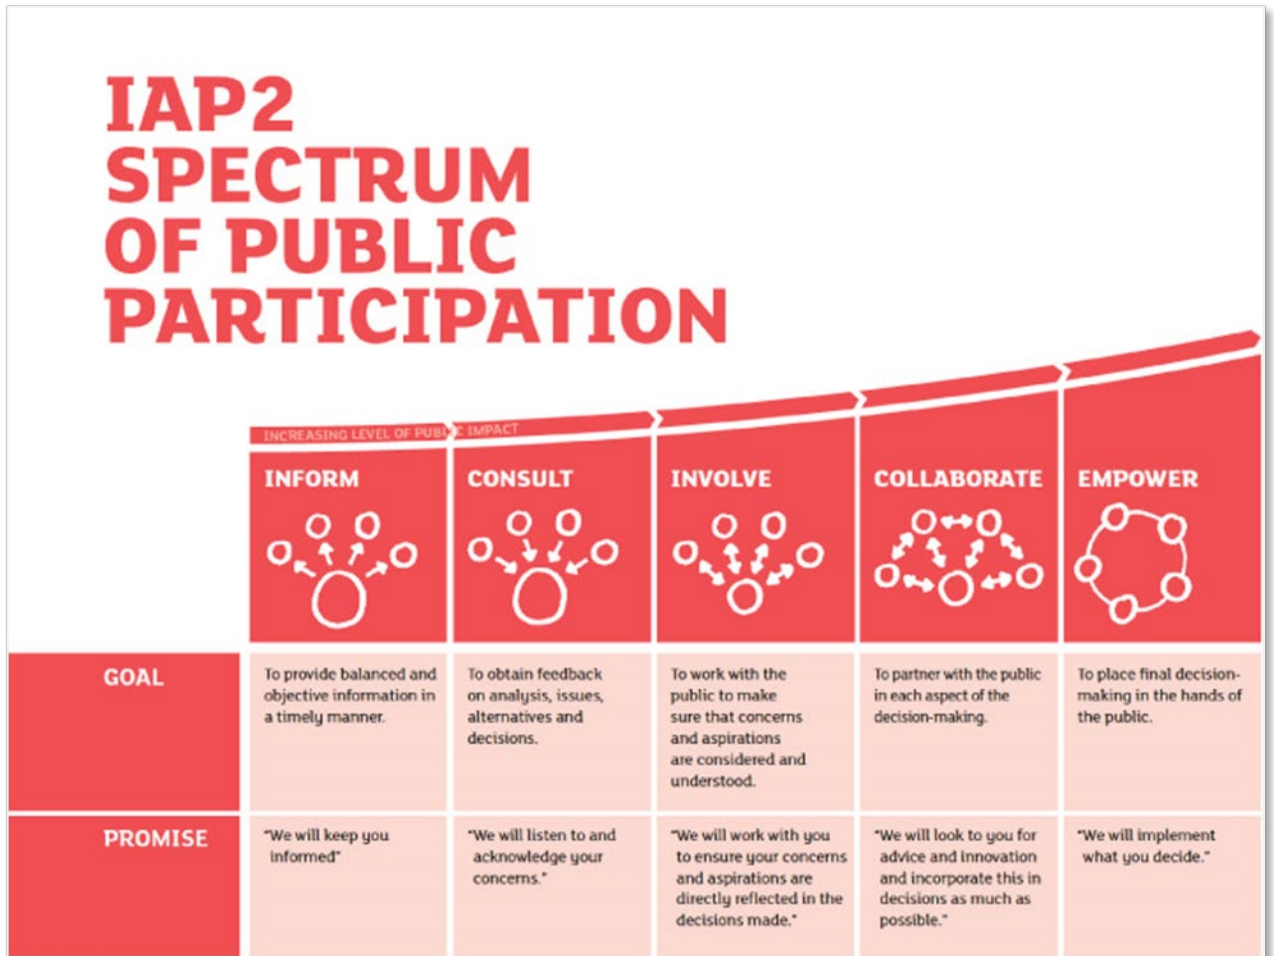 IAP2
SPECTRUM
OF PUBLIC
PARTICIPATION
INCREASING LEVEL OF PUBLIC IMPACT
INFORM
CONSULT
INVOLVE
COLLABORATE
EMPOWER
GOAL
To provide balanced and
objective information in
a timely manner.
To obtain feedback
on analysis, issues,
alternatives and
decisions.
To work with the
public to make
sure that concerns
and aspirations
are considered and
understood.
To partner with the public
in each aspect of the
decision-making.
To place final decision-
making in the hands of
the public.
PROMISE
"We will keep you
informed"
"We will listen to and
acknowledge your
concerns."
"We will work with you
to ensure your concerns
and aspirations are
directly reflected in the
decisions made."
"We will look to you for
advice and innovation
and incorporate this in
decisions as much as
possible."
"We will implement
what you decide."